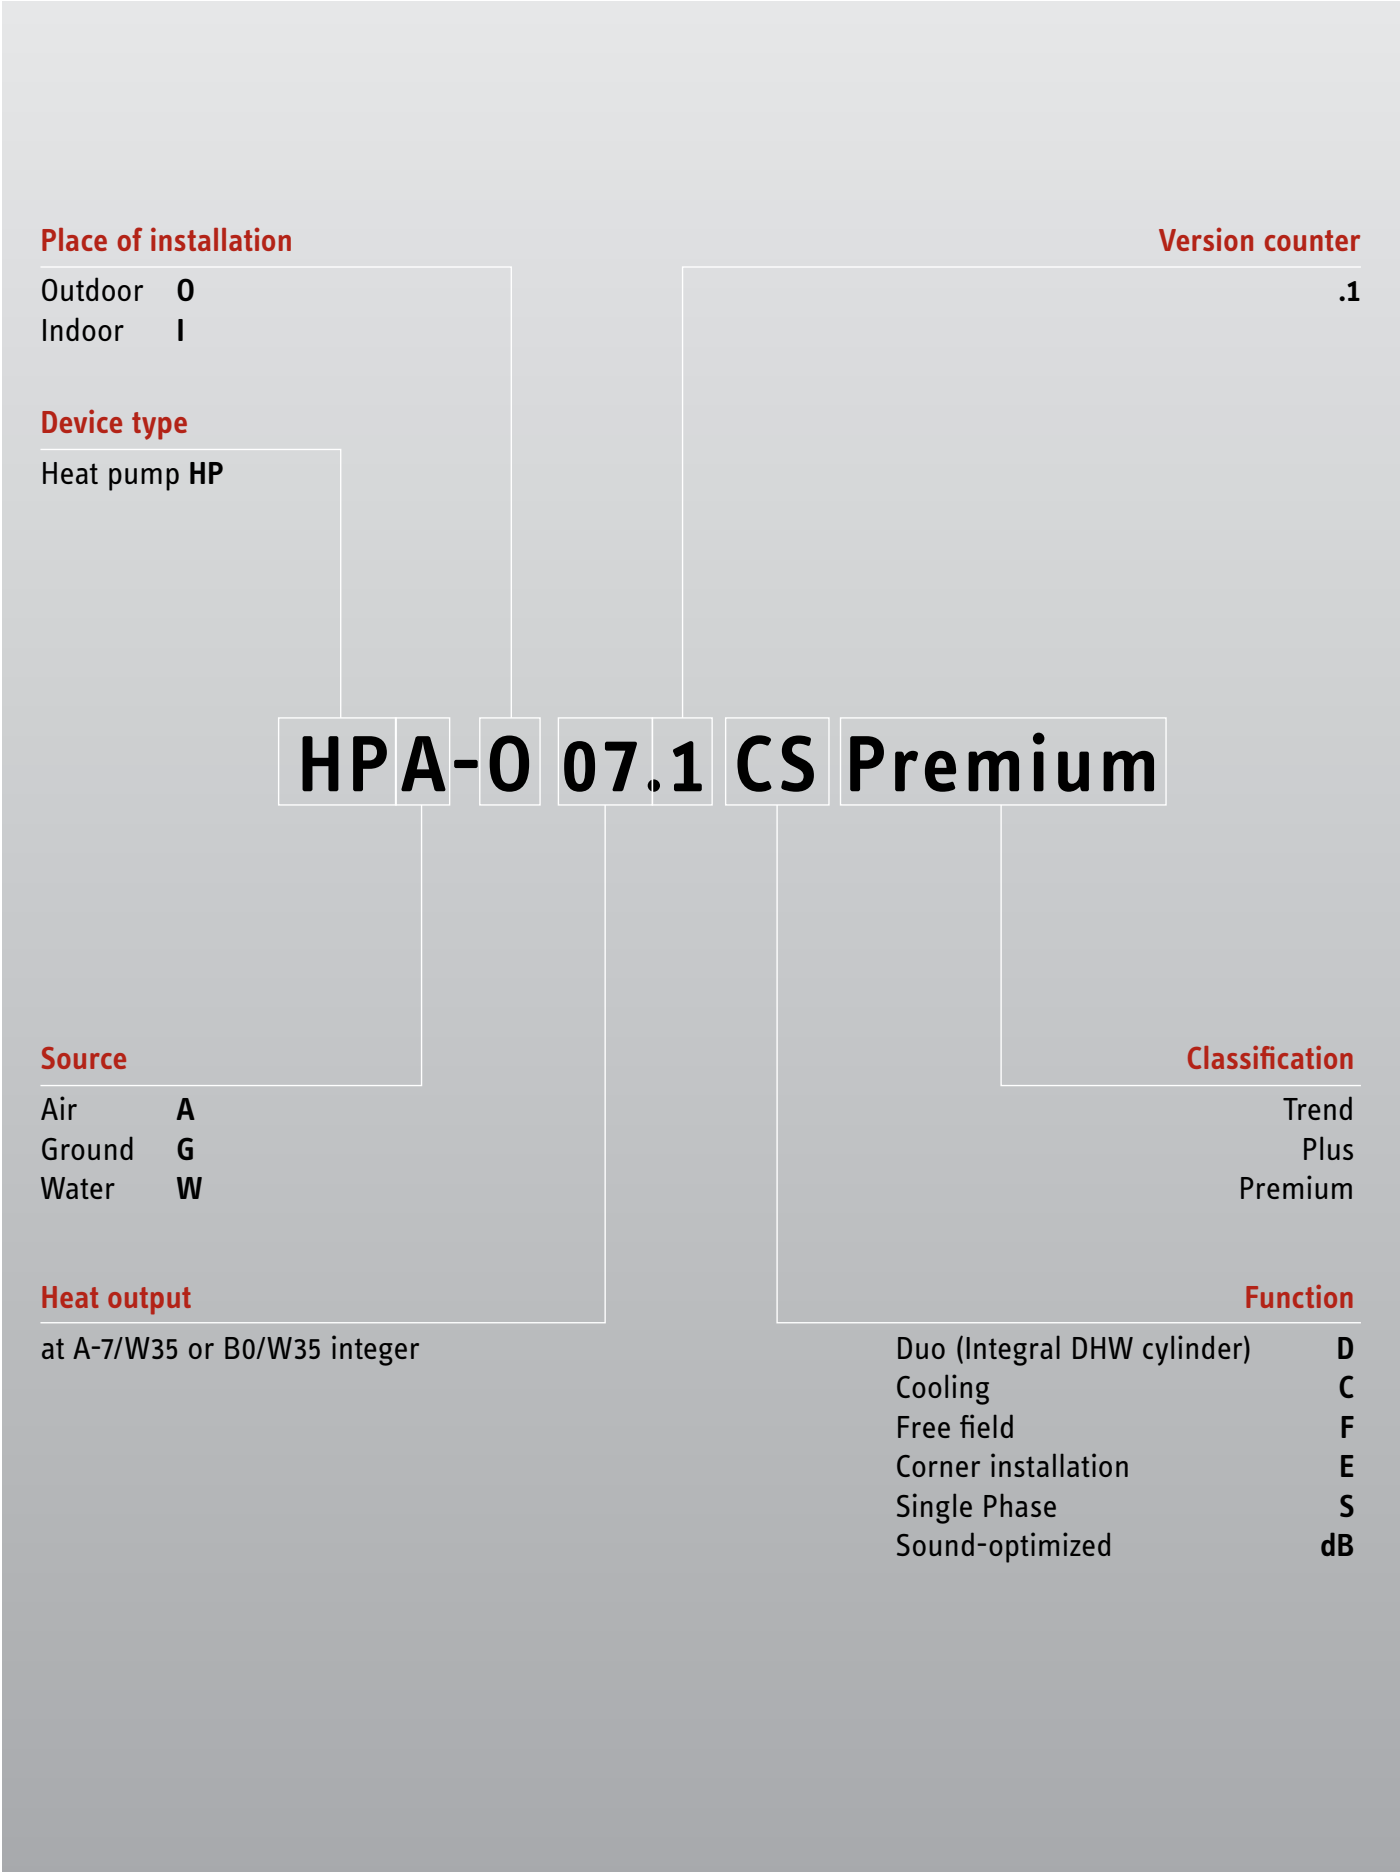 Place of installation
Outdoor O
Indoor I
Version counter
.1
Device type
Heat pump HP
HPA-O 07.1 CS Premium
Source
Air A
Ground G
Water W
Classification
Trend
Plus
Premium
Heat output
at A-7/W35 or B0/W35 integer
Function
Duo (Integral DHW cylinder) D
Cooling C
Free field F
Corner installation E
Single Phase S
Sound-optimized dB